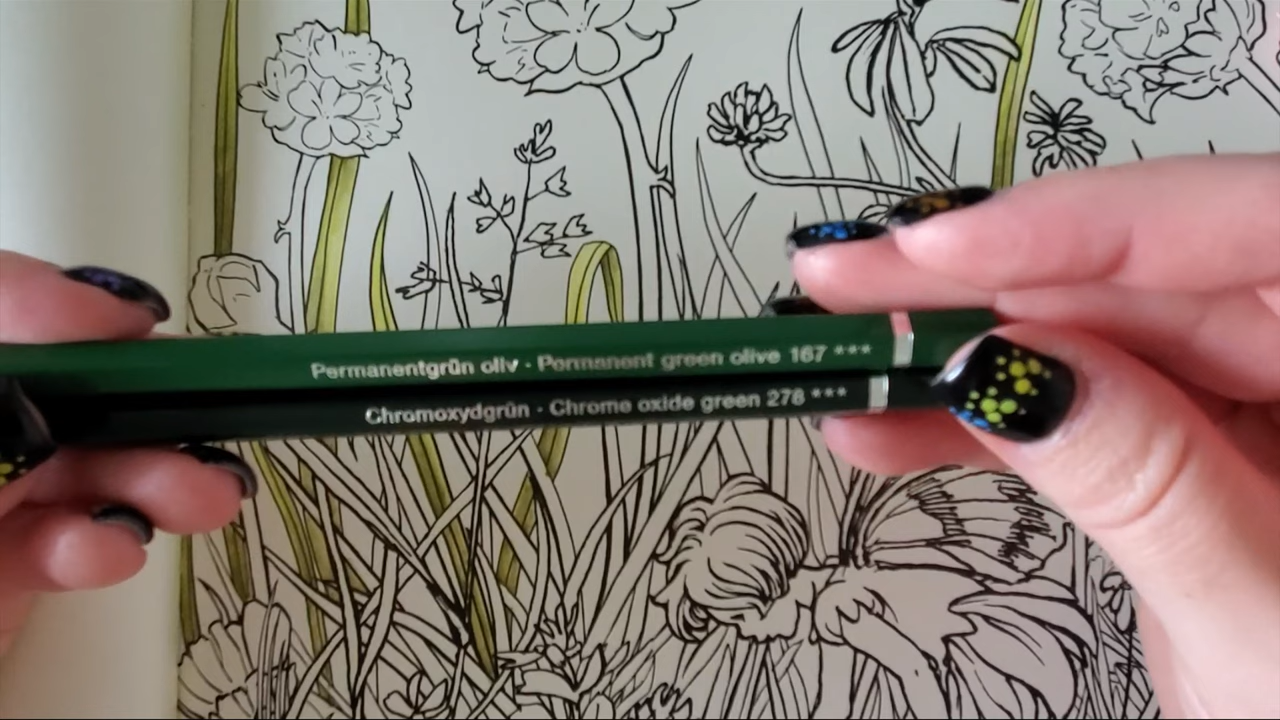 Permanentgrün oliv · Permanent green olive 167 ***
Chromoxydgrün · Chrome oxide green 278 ***